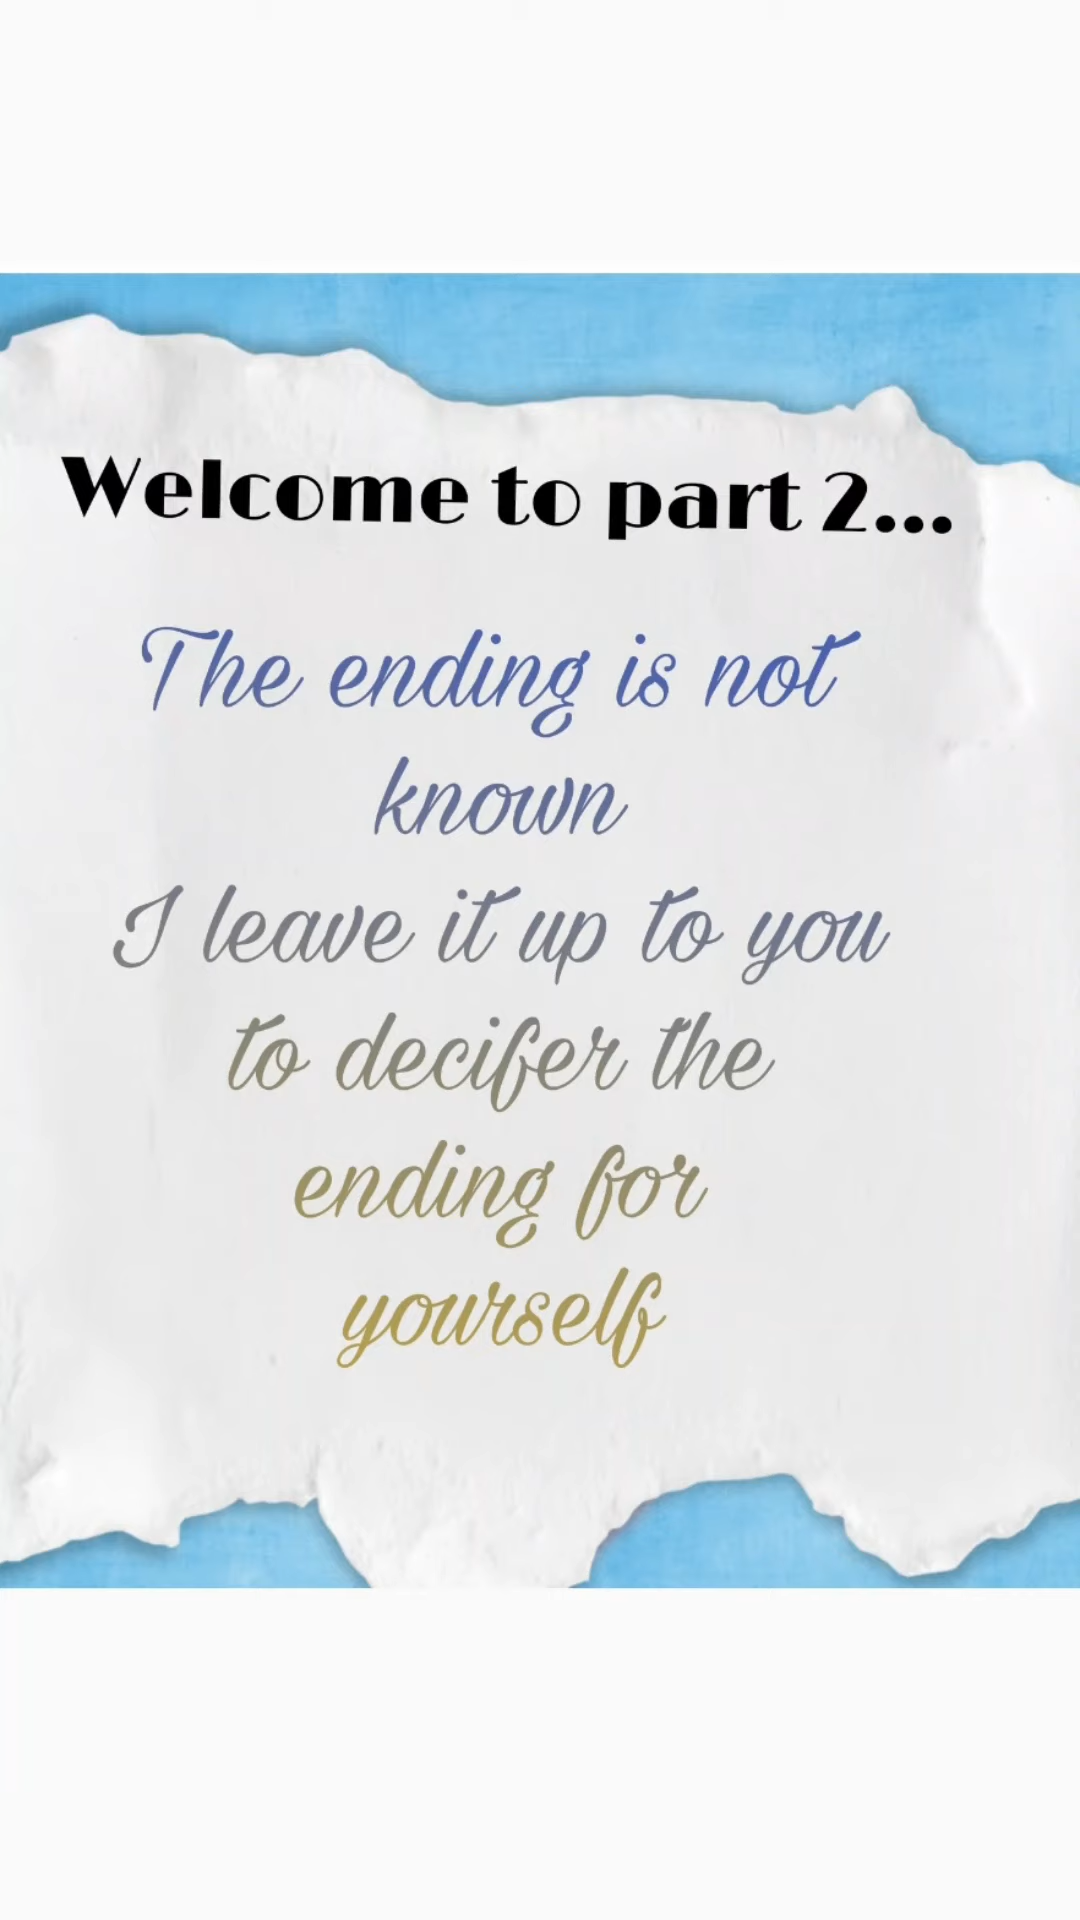 Welcome to part 2...
The ending is not
known
I leave it up to you
to decifer the
ending for
yourself